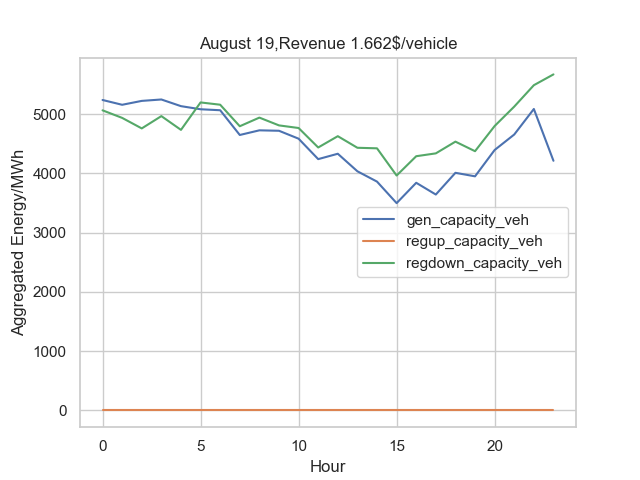 August 19,Revenue 1.662$/vehicle
Aggregated Energy/MWh
5000
4000
3000
2000
1000
0
gen_capacity_veh
regup_capacity_veh
regdown_capacity_veh
0
5
10
15
20
Hour